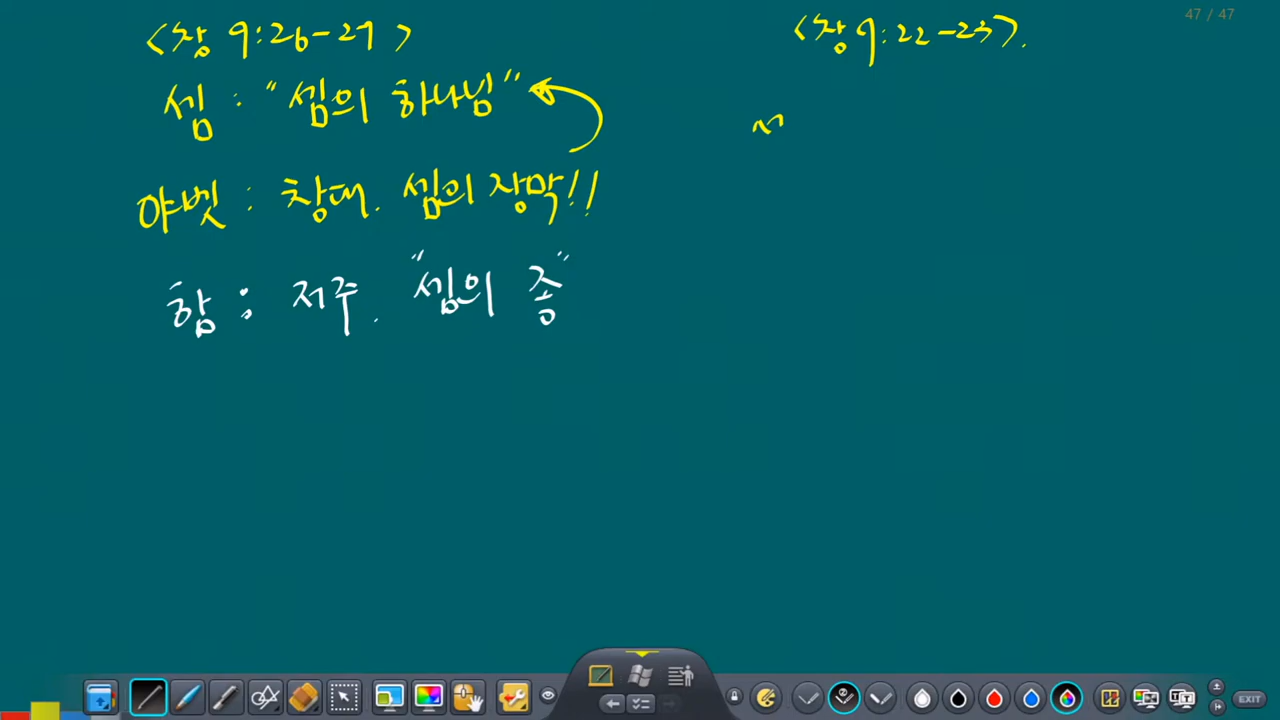 47 / 47
<창 9:26-27>
셈 : "셈의 하나님"
야벳 : 창대. 셈의 장막!!
함 : 저주. "셈의 종"
<창 9:22-23>.
EXIT